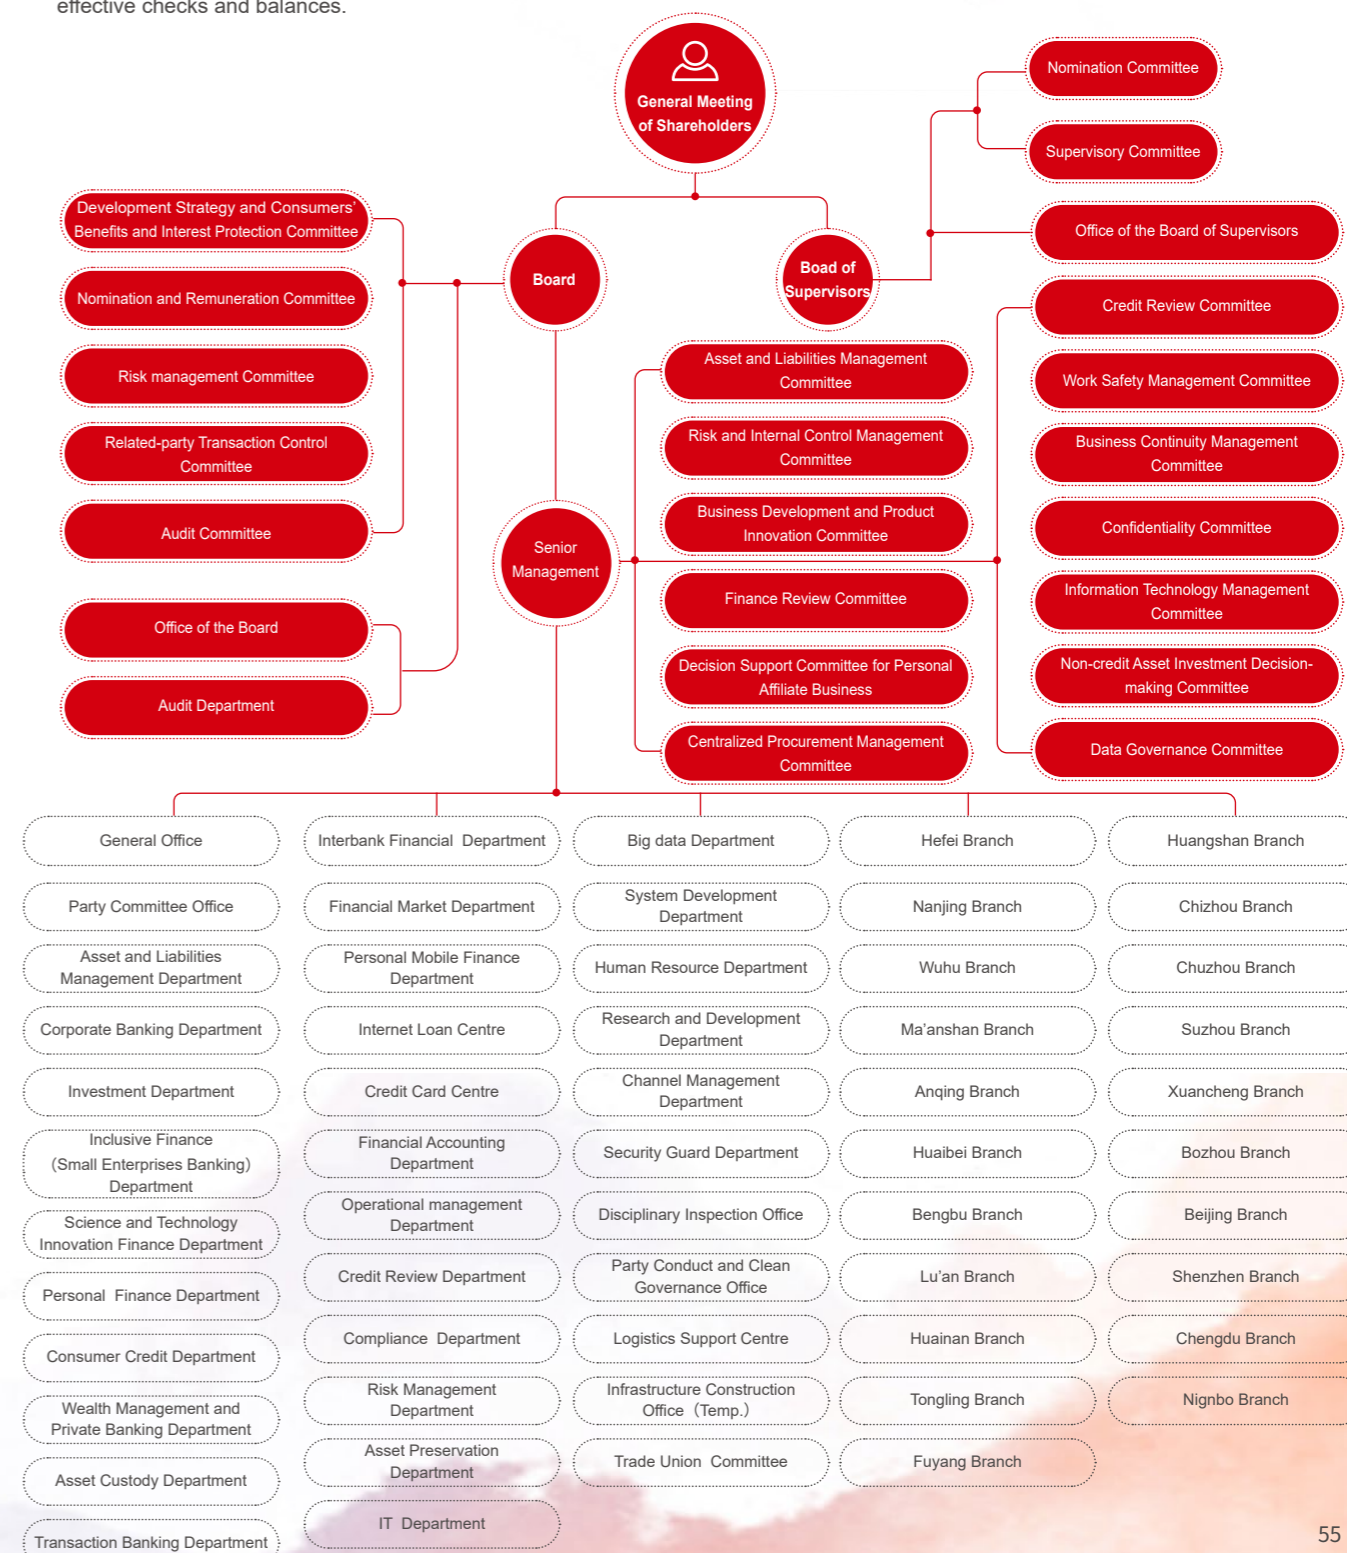 effective checks and balances.
General Meeting
of Shareholders
Nomination Committee
Supervisory Committee
Office of the Board of Supervisors
Board
Boad of
Supervisors
Development Strategy and Consumers'
Benefits and Interest Protection Committee
Nomination and Remuneration Committee
Risk management Committee
Related-party Transaction Control
Committee
Audit Committee
Office of the Board
Audit Department
Senior
Management
Asset and Liabilities Management
Committee
Risk and Internal Control Management
Committee
Business Development and Product
Innovation Committee
Finance Review Committee
Decision Support Committee for Personal
Affiliate Business
Centralized Procurement Management
Committee
Credit Review Committee
Work Safety Management Committee
Business Continuity Management
Committee
Confidentiality Committee
Information Technology Management
Committee
Non-credit Asset Investment Decision-
making Committee
Data Governance Committee
General Office
Party Committee Office
Asset and Liabilities
Management Department
Corporate Banking Department
Investment Department
Inclusive Finance
（Small Enterprises Banking）
Department
Science and Technology
Innovation Finance Department
Personal Finance Department
Consumer Credit Department
Wealth Management and
Private Banking Department
Asset Custody Department
Transaction Banking Department
Interbank Financial Department
Financial Market Department
Personal Mobile Finance
Department
Internet Loan Centre
Credit Card Centre
Financial Accounting
Department
Operational management
Department
Credit Review Department
Compliance Department
Risk Management
Department
Asset Preservation
Department
IT Department
Big data Department
System Development
Department
Human Resource Department
Research and Development
Department
Channel Management
Department
Security Guard Department
Disciplinary Inspection Office
Party Conduct and Clean
Governance Office
Logistics Support Centre
Infrastructure Construction
Office（Temp.）
Trade Union Committee
Hefei Branch
Nanjing Branch
Wuhu Branch
Ma'anshan Branch
Anqing Branch
Huaibei Branch
Bengbu Branch
Lu'an Branch
Huainan Branch
Tongling Branch
Fuyang Branch
Huangshan Branch
Chizhou Branch
Chuzhou Branch
Suzhou Branch
Xuancheng Branch
Bozhou Branch
Beijing Branch
Shenzhen Branch
Chengdu Branch
Nignbo Branch
55